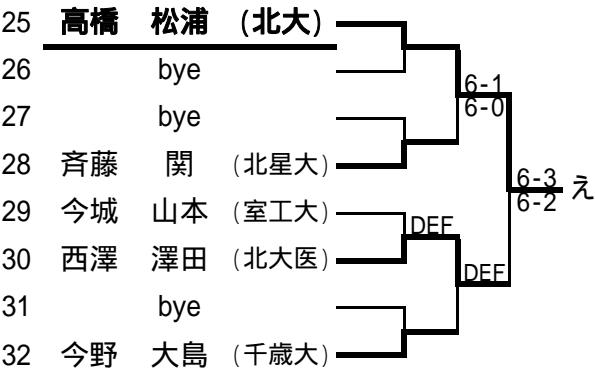 25 高橋 松浦 (北大)
26 bye
27 bye
28 斉藤 関 (北星大)
29 今城 山本 (室工大)
30 西澤 澤田 (北大医)
31 bye
32 今野 大島 (千歳大)
6-1
6-0
DEF
DEF
6-3
6-2
え